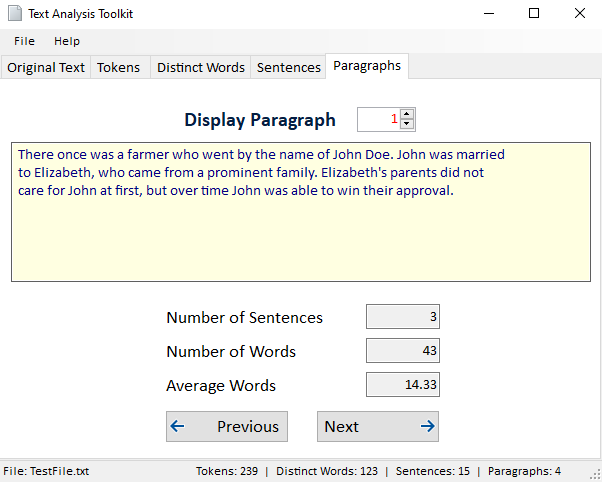 Text Analysis Toolkit
File Help
Original Text Tokens Distinct Words Sentences Paragraphs
Display Paragraph 1
There once was a farmer who went by the name of John Doe. John was married
to Elizabeth, who came from a prominent family. Elizabeth's parents did not
care for John at first, but over time John was able to win their approval.
Number of Sentences 3
Number of Words 43
Average Words 14.33
Previous Next
File: TestFile.txt Tokens: 239 | Distinct Words: 123 | Sentences: 15 | Paragraphs: 4